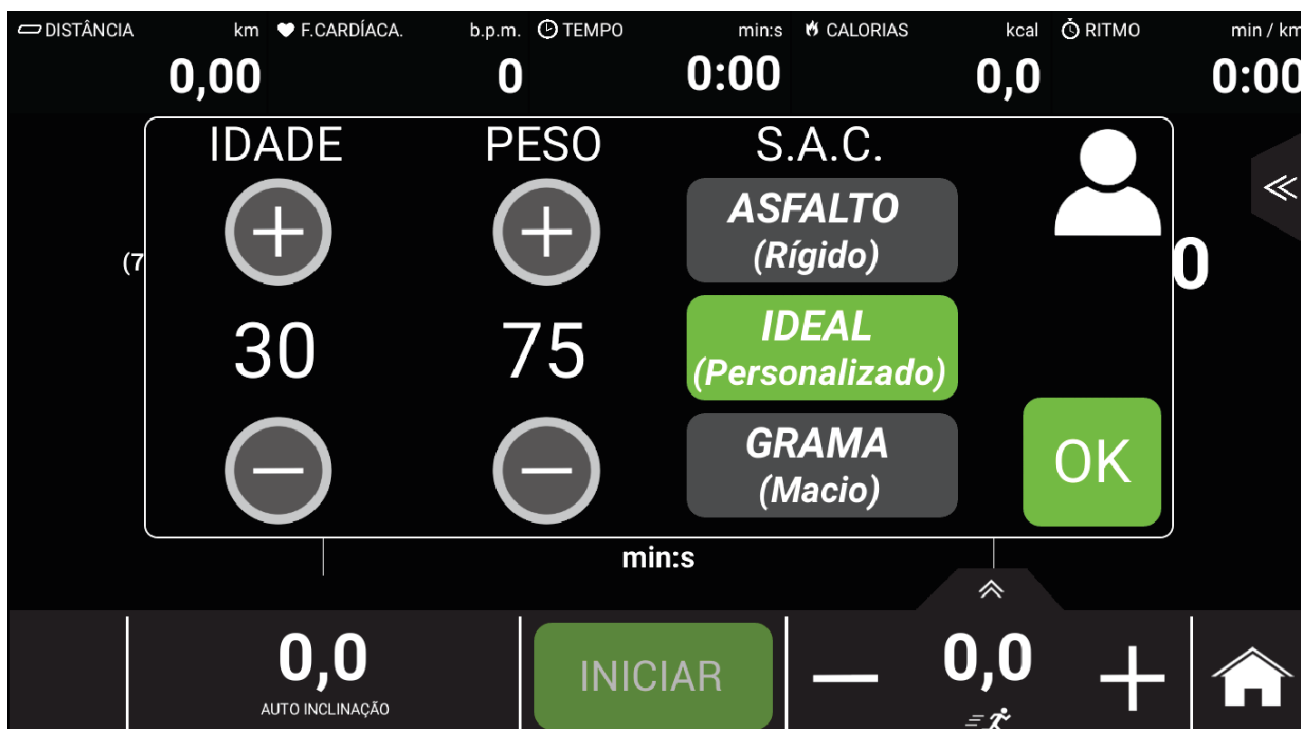 DISTÂNCIA km
0,00
F.CARDÍACA. b.p.m.
0
TEMPO min:s
0:00
CALORIAS kcal
0,0
RITMO min / km
0:00
IDADE
30
PESO
75
S.A.C.
ASFALTO
(Rígido)
IDEAL
(Personalizado)
GRAMA
(Macio)
OK
(7
0
min:s
0,0
AUTO INCLINAÇÃO
INICIAR
0,0